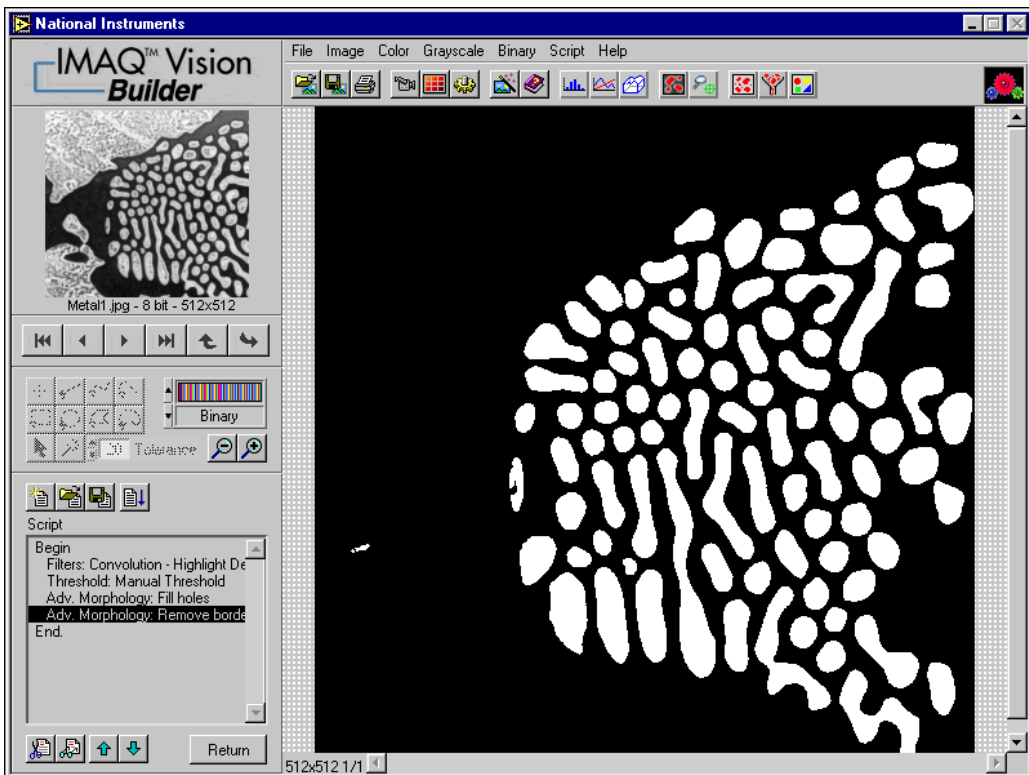 National Instruments
IMAQ™ Vision
Builder
File Image Color Grayscale Binary Script Help
Metal1.jpg - 8 bit - 512x512
Binary
20 Tolerance
Script
Begin
Filters: Convolution - Highlight De
Threshold: Manual Threshold
Adv. Morphology: Fill holes
Adv. Morphology: Remove borde
End.
Return
512x512 1/1